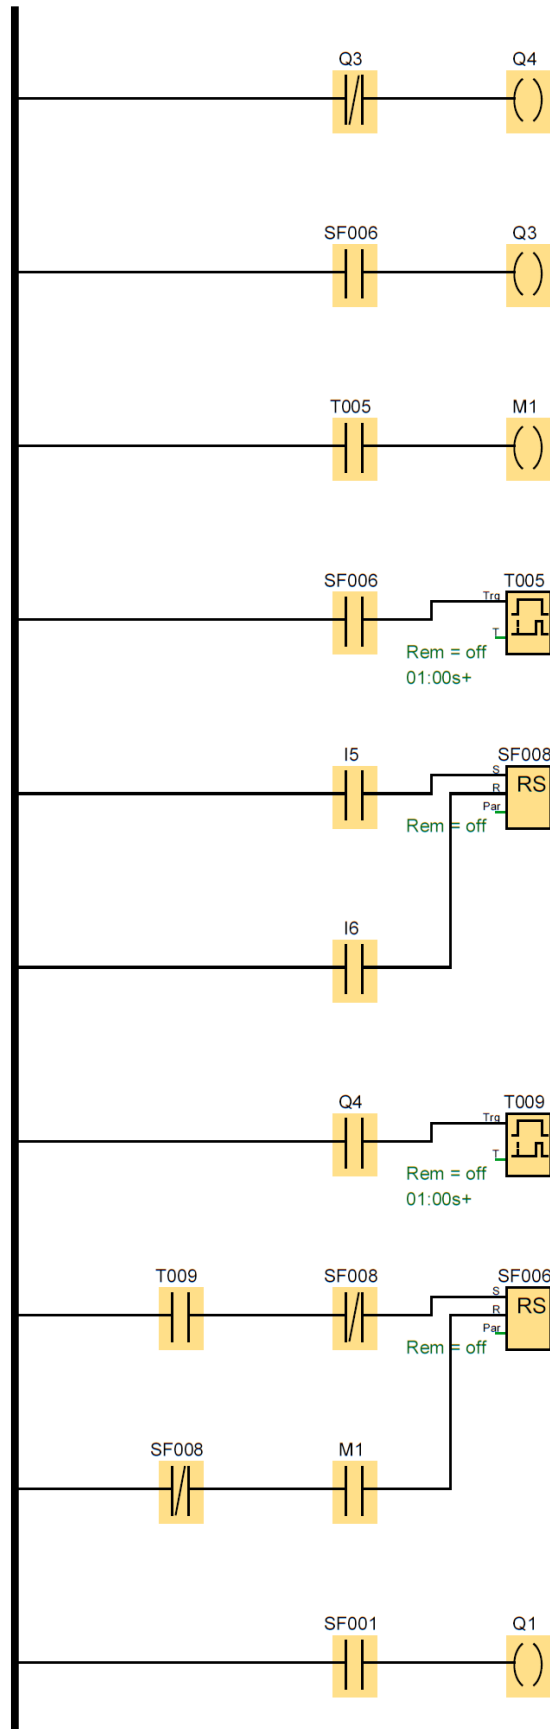 Q3 Q4
SF006 Q3
T005 M1
SF006 T005
Trg
T
Rem = off
01:00s+
I5 SF008
S
RS
R
Par
Rem = off
I6
Q4 T009
Trg
T
Rem = off
01:00s+
T009 SF008 SF006
S
RS
R
Par
Rem = off
SF008 M1
SF001 Q1